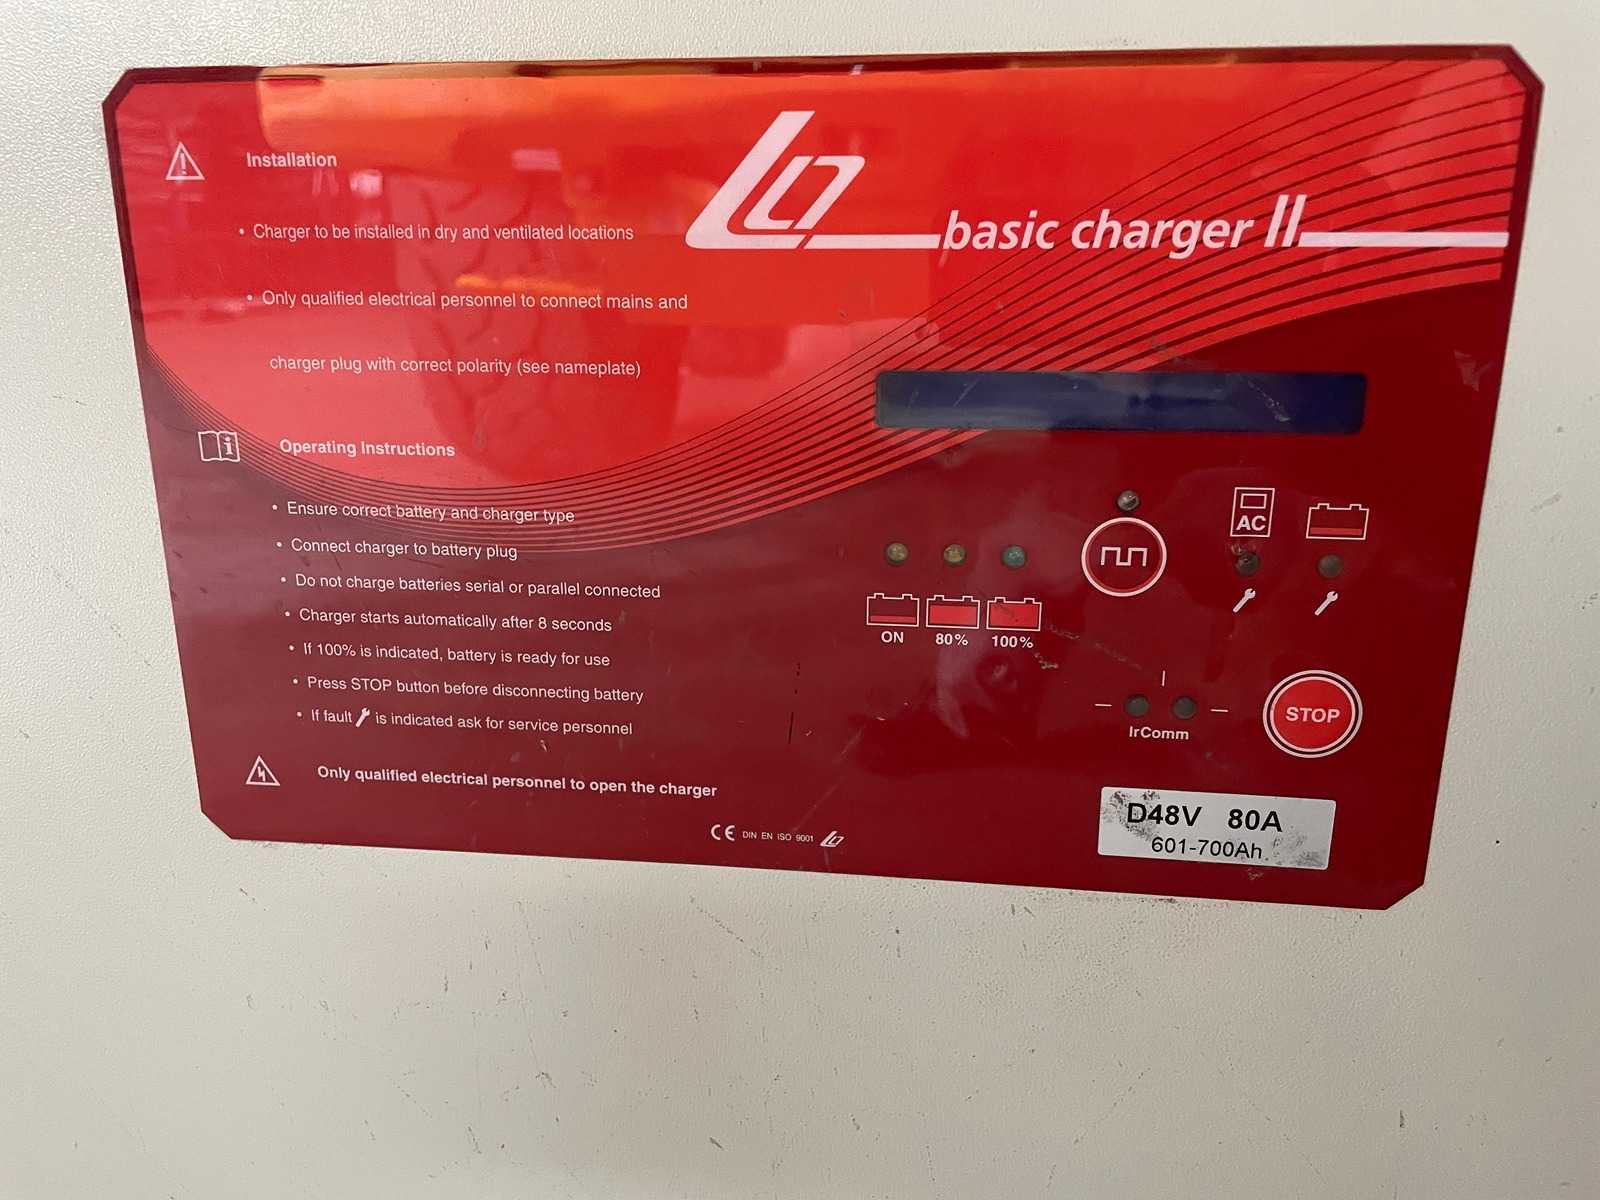 Installation
• Charger to be installed in dry and ventilated locations
• Only qualified electrical personnel to connect mains and
charger plug with correct polarity (see nameplate)
Operating Instructions
• Ensure correct battery and charger type
• Connect charger to battery plug
• Do not charge batteries serial or parallel connected
• Charger starts automatically after 8 seconds
• If 100% is indicated, battery is ready for use
• Press STOP button before disconnecting battery
• If fault is indicated ask for service personnel
Only qualified electrical personnel to open the charger
CE DIN EN ISO 9001
basic charger II
AC
ON 80% 100%
IrComm
STOP
D48V 80A
601-700Ah